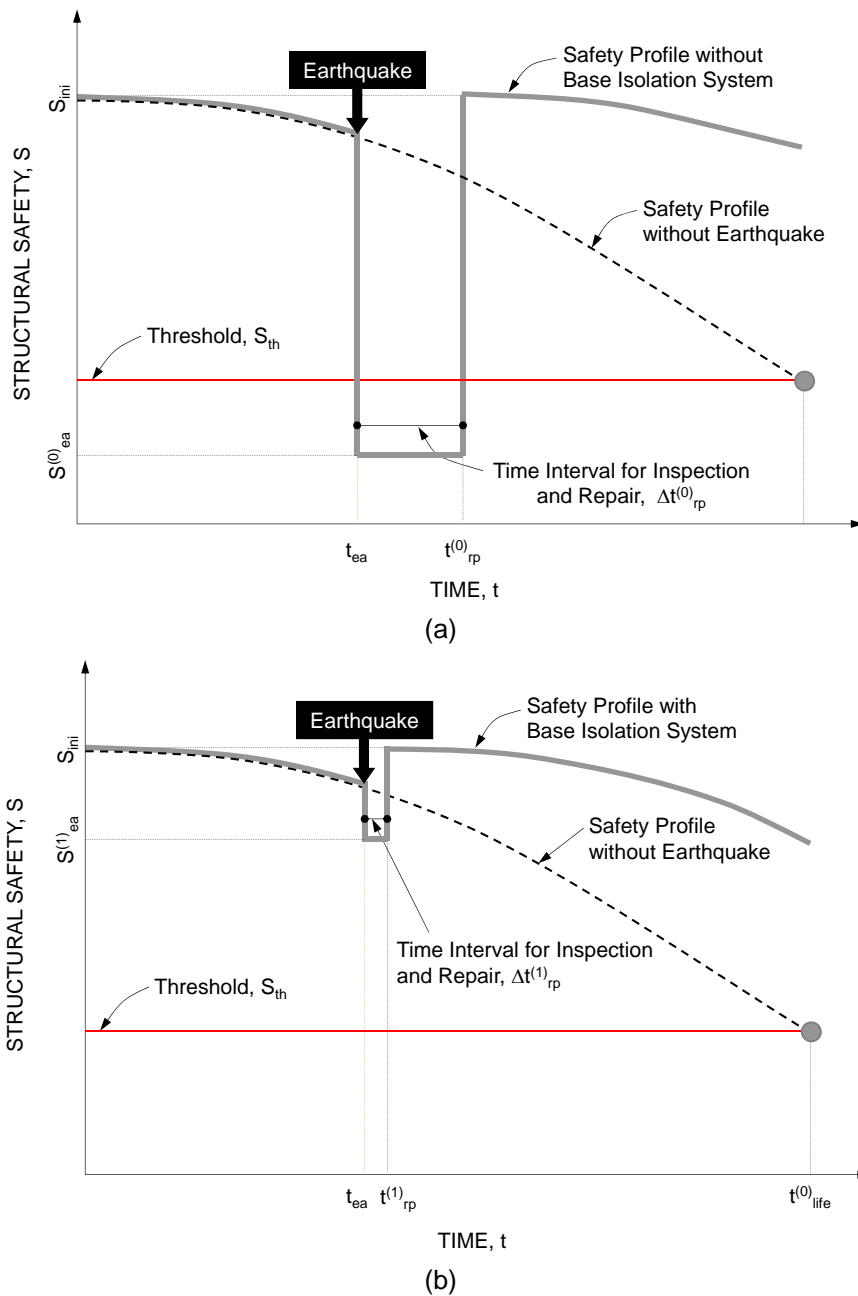 Safety Profile without
Base Isolation System
Earthquake
S_ini
Safety Profile
without Earthquake
STRUCTURAL SAFETY, S
Threshold, S_th
S^(0)_ea
Time Interval for Inspection
and Repair, Δt^(0)_rp
t_ea
t^(0)_rp
TIME, t
(a)
Safety Profile with
Base Isolation System
Earthquake
S_ini
S^(1)_ea
Safety Profile
without Earthquake
STRUCTURAL SAFETY, S
Time Interval for Inspection
and Repair, Δt^(1)_rp
Threshold, S_th
t_ea
t^(1)_rp
t^(0)_life
TIME, t
(b)